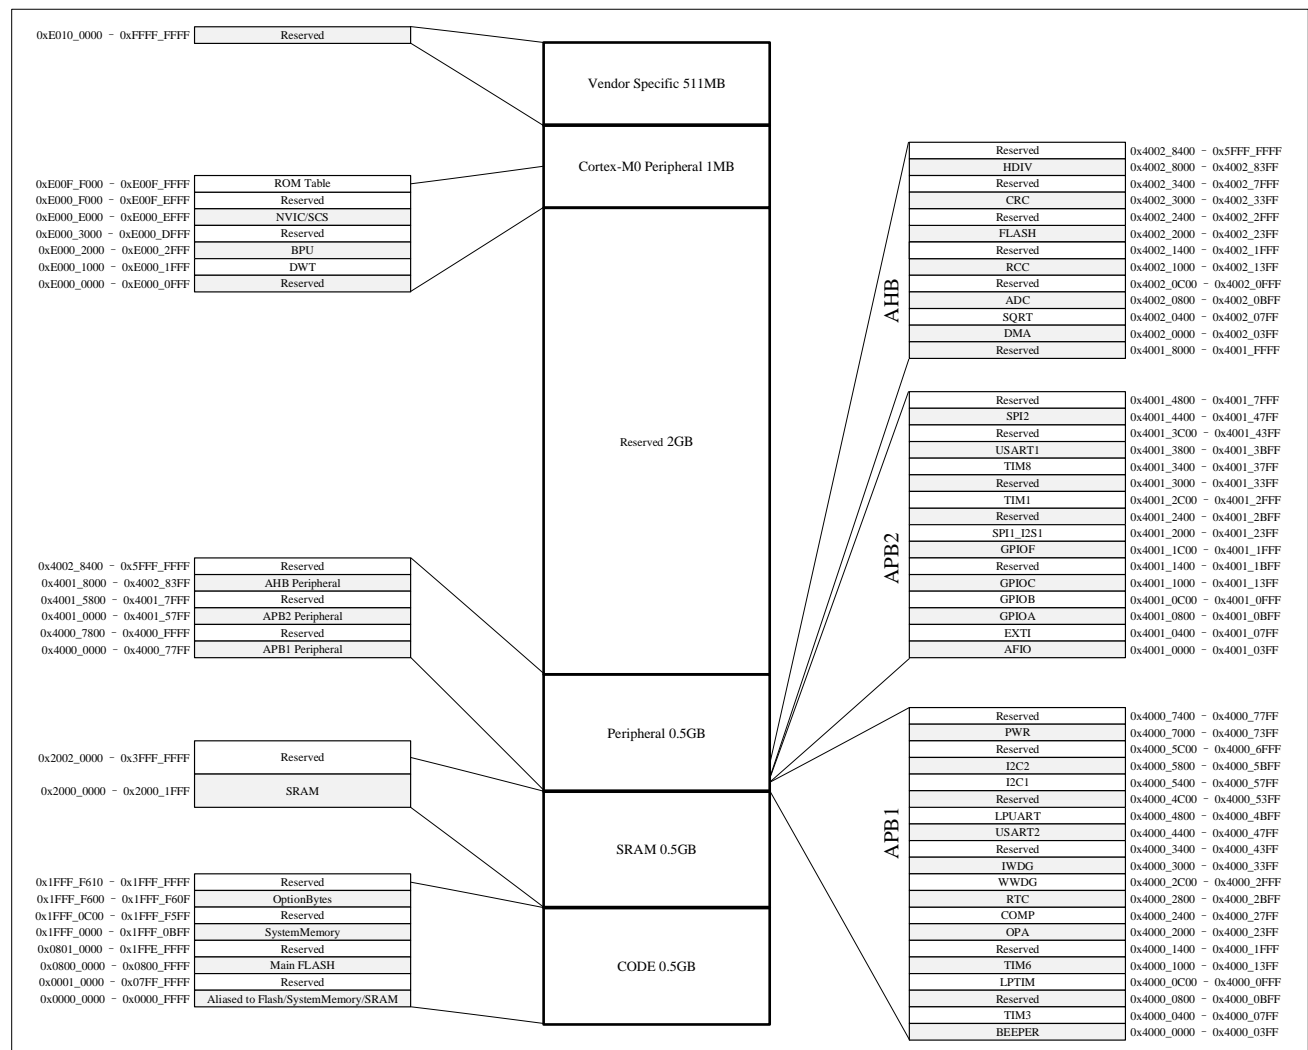 0xE010_0000 - 0xFFFF_FFFF Reserved
0xE00F_F000 - 0xE00F_FFFF ROM Table
0xE000_F000 - 0xE00F_EFFF Reserved
0xE000_E000 - 0xE000_EFFF NVIC/SCS
0xE000_3000 - 0xE000_DFFF Reserved
0xE000_2000 - 0xE000_2FFF BPU
0xE000_1000 - 0xE000_1FFF DWT
0xE000_0000 - 0xE000_0FFF Reserved
0x4002_8400 - 0x5FFF_FFFF Reserved
0x4001_8000 - 0x4002_83FF AHB Peripheral
0x4001_5800 - 0x4001_7FFF Reserved
0x4001_0000 - 0x4001_57FF APB2 Peripheral
0x4000_7800 - 0x4000_FFFF Reserved
0x4000_0000 - 0x4000_77FF APB1 Peripheral
0x2002_0000 - 0x3FFF_FFFF Reserved
0x2000_0000 - 0x2000_1FFF SRAM
0x1FFF_F610 - 0x1FFF_FFFF Reserved
0x1FFF_F600 - 0x1FFF_F60F OptionBytes
0x1FFF_0C00 - 0x1FFF_F5FF Reserved
0x1FFF_0000 - 0x1FFF_0BFF SystemMemory
0x0801_0000 - 0x1FFE_FFFF Reserved
0x0800_0000 - 0x0800_FFFF Main FLASH
0x0001_0000 - 0x07FF_FFFF Reserved
0x0000_0000 - 0x0000_FFFF Aliased to Flash/SystemMemory/SRAM
Vendor Specific 511MB
Cortex-M0 Peripheral 1MB
Reserved 2GB
Peripheral 0.5GB
SRAM 0.5GB
CODE 0.5GB
AHB
Reserved 0x4002_8400 - 0x5FFF_FFFF
HDIV 0x4002_8000 - 0x4002_83FF
Reserved 0x4002_3400 - 0x4002_7FFF
CRC 0x4002_3000 - 0x4002_33FF
Reserved 0x4002_2400 - 0x4002_2FFF
FLASH 0x4002_2000 - 0x4002_23FF
Reserved 0x4002_1400 - 0x4002_1FFF
RCC 0x4002_1000 - 0x4002_13FF
Reserved 0x4002_0C00 - 0x4002_0FFF
ADC 0x4002_0800 - 0x4002_0BFF
SQRT 0x4002_0400 - 0x4002_07FF
DMA 0x4002_0000 - 0x4002_03FF
Reserved 0x4001_8000 - 0x4001_FFFF
APB2
Reserved 0x4001_4800 - 0x4001_7FFF
SPI2 0x4001_4400 - 0x4001_47FF
Reserved 0x4001_3C00 - 0x4001_43FF
USART1 0x4001_3800 - 0x4001_3BFF
TIM8 0x4001_3400 - 0x4001_37FF
Reserved 0x4001_3000 - 0x4001_33FF
TIM1 0x4001_2C00 - 0x4001_2FFF
Reserved 0x4001_2400 - 0x4001_2BFF
SPI1_I2S1 0x4001_2000 - 0x4001_23FF
GPIOF 0x4001_1C00 - 0x4001_1FFF
Reserved 0x4001_1400 - 0x4001_1BFF
GPIOC 0x4001_1000 - 0x4001_13FF
GPIOB 0x4001_0C00 - 0x4001_0FFF
GPIOA 0x4001_0800 - 0x4001_0BFF
EXTI 0x4001_0400 - 0x4001_07FF
AFIO 0x4001_0000 - 0x4001_03FF
APB1
Reserved 0x4000_7400 - 0x4000_77FF
PWR 0x4000_7000 - 0x4000_73FF
Reserved 0x4000_5C00 - 0x4000_6FFF
I2C2 0x4000_5800 - 0x4000_5BFF
I2C1 0x4000_5400 - 0x4000_57FF
Reserved 0x4000_4C00 - 0x4000_53FF
LPUART 0x4000_4800 - 0x4000_4BFF
USART2 0x4000_4400 - 0x4000_47FF
Reserved 0x4000_3400 - 0x4000_43FF
IWDG 0x4000_3000 - 0x4000_33FF
WWDG 0x4000_2C00 - 0x4000_2FFF
RTC 0x4000_2800 - 0x4000_2BFF
COMP 0x4000_2400 - 0x4000_27FF
OPA 0x4000_2000 - 0x4000_23FF
Reserved 0x4000_1400 - 0x4000_1FFF
TIM6 0x4000_1000 - 0x4000_13FF
LPTIM 0x4000_0C00 - 0x4000_0FFF
Reserved 0x4000_0800 - 0x4000_0BFF
TIM3 0x4000_0400 - 0x4000_07FF
BEEPER 0x4000_0000 - 0x4000_03FF